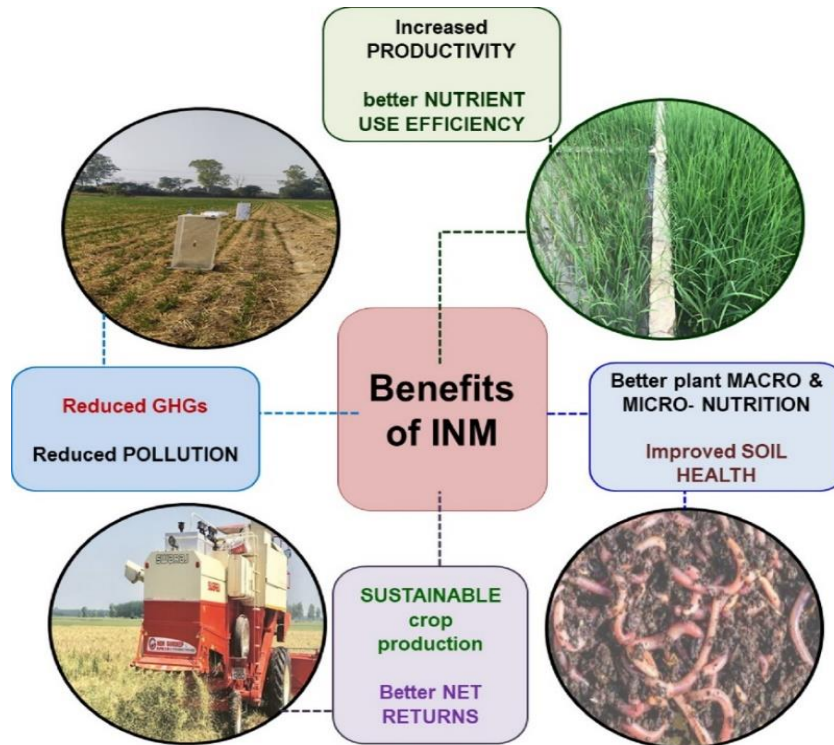 Increased
PRODUCTIVITY
better NUTRIENT
USE EFFICIENCY
Benefits
of INM
Reduced GHGs
Reduced POLLUTION
Better plant MACRO &
MICRO- NUTRITION
Improved SOIL
HEALTH
SWARAJ
SUSTAINABLE
crop
production
Better NET
RETURNS